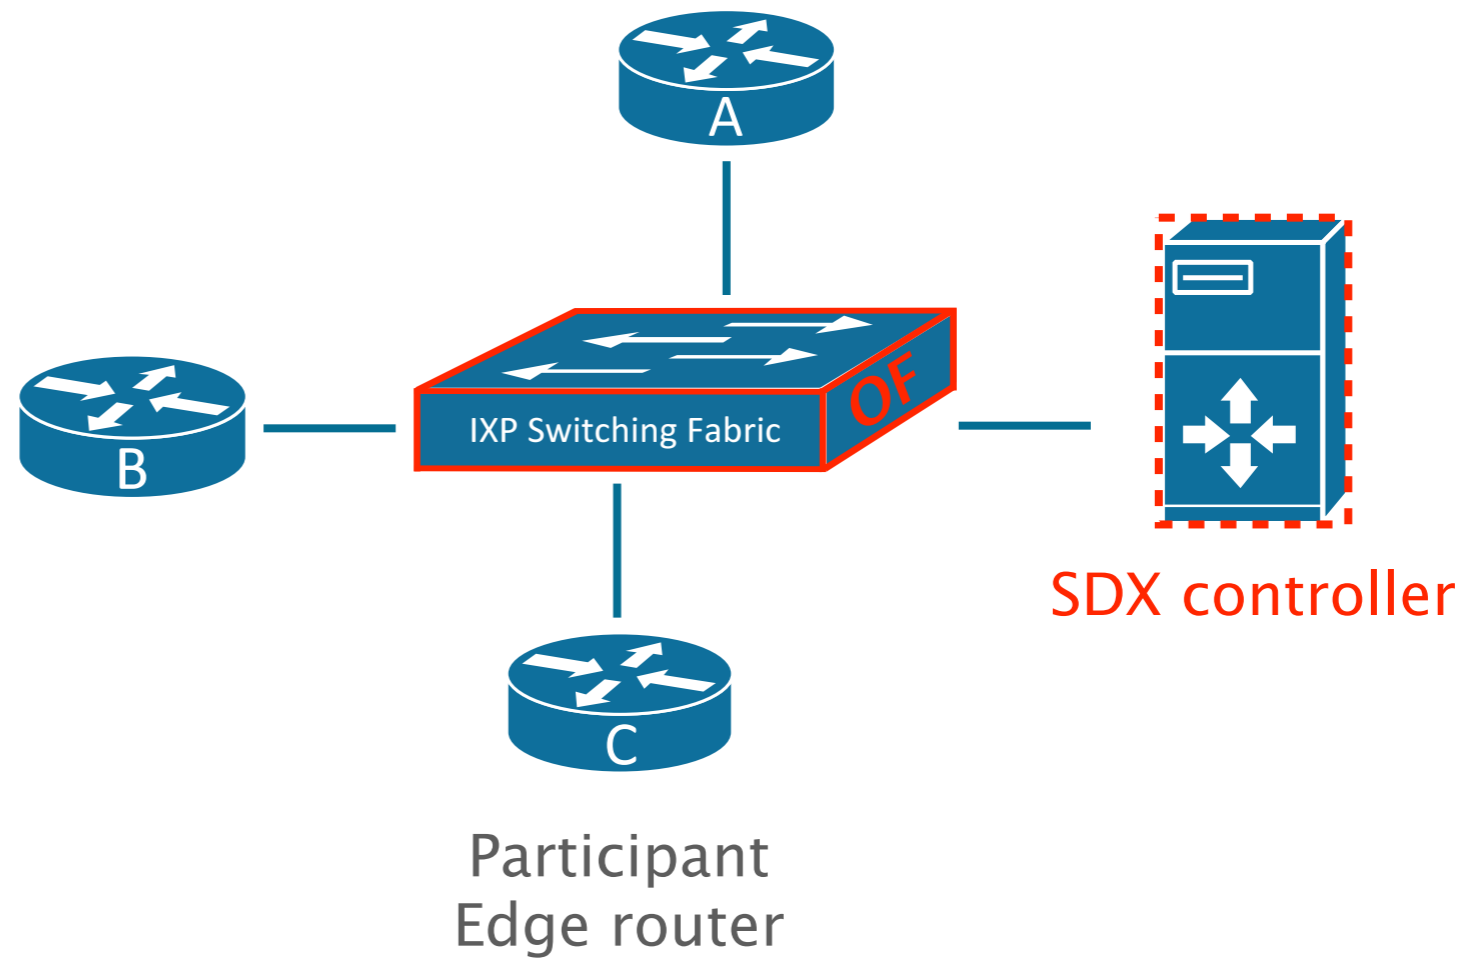 A
OF
IXP Switching Fabric
B
SDX controller
C
Participant
Edge router